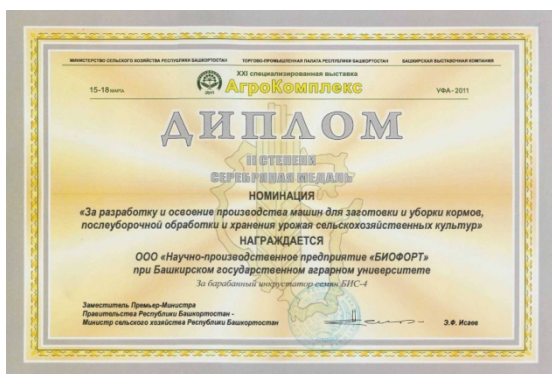 МИНИСТЕРСТВО СЕЛЬСКОГО ХОЗЯЙСТВА РЕСПУБЛИКИ БАШКОРТОСТАН ТОРГОВО-ПРОМЫШЛЕННАЯ ПАЛАТА РЕСПУБЛИКИ БАШКОРТОСТАН БАШКИРСКАЯ ВЫСТАВОЧНАЯ КОМПАНИЯ
XXI специализированная выставка
15-18 марта АгроКомплекс УФА-2011
2011
ДИПЛОМ
II СТЕПЕНИ
СЕРЕБРЯНАЯ МЕДАЛЬ
НОМИНАЦИЯ
«За разработку и освоение производства машин для заготовки и уборки кормов,
послеуборочной обработки и хранения урожая сельскохозяйственных культур»
НАГРАЖДАЕТСЯ
ООО «Научно-производственное предприятие «БИОФОРТ»
при Башкирском государственном аграрном университете
За барабанный инкрустатор семян БИС-4
Заместитель Премьер-Министра
Правительства Республики Башкортостан -
Министр сельского хозяйства Республики Башкортостан Э.Ф. Исаев